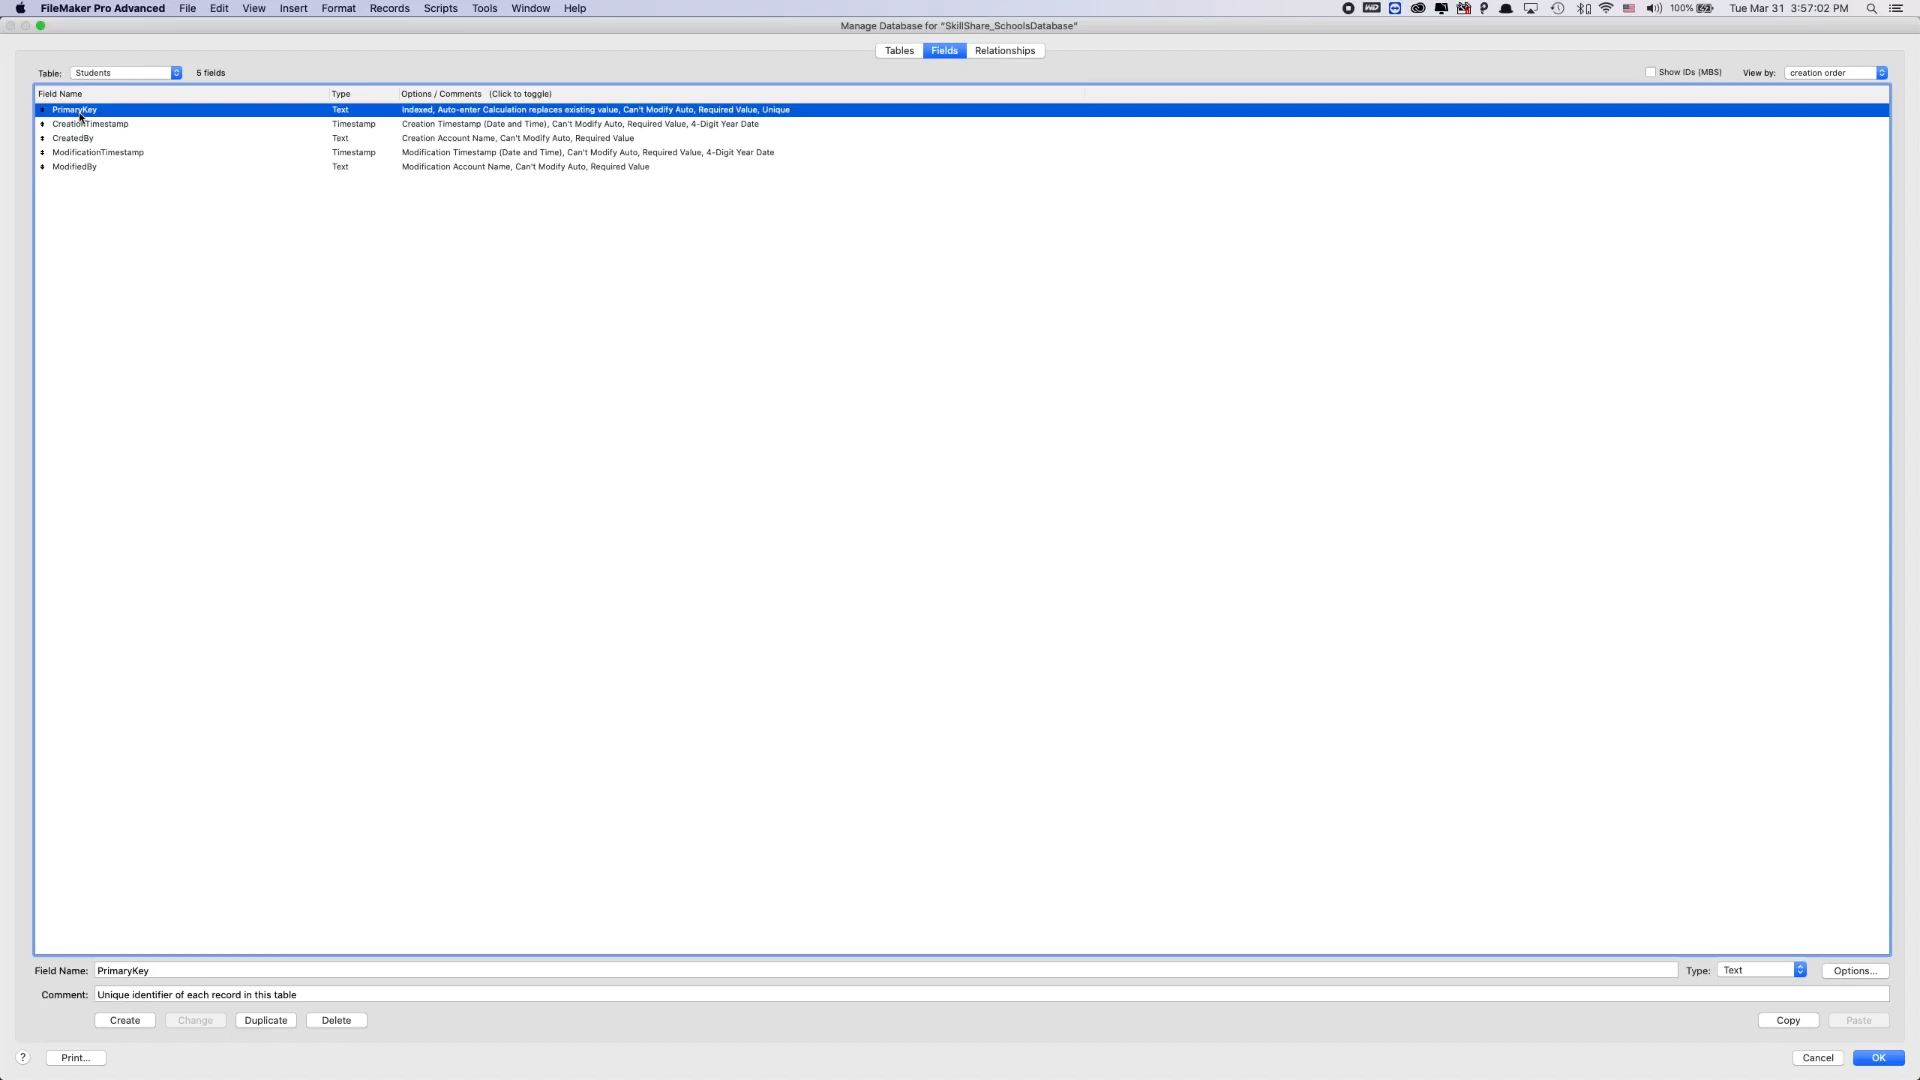 FileMaker Pro Advanced File Edit View Insert Format Records Scripts Tools Window Help 100% Tue Mar 31 3:57:02 PM
Manage Database for "SkillShare_SchoolsDatabase"
Tables Fields Relationships
Table: Students 5 fields Show IDs (MBS) View by: creation order
Field Name Type Options / Comments (Click to toggle)
PrimaryKey Text Indexed, Auto-enter Calculation replaces existing value, Can't Modify Auto, Required Value, Unique
CreationTimestamp Timestamp Creation Timestamp (Date and Time), Can't Modify Auto, Required Value, 4-Digit Year Date
CreatedBy Text Creation Account Name, Can't Modify Auto, Required Value
ModificationTimestamp Timestamp Modification Timestamp (Date and Time), Can't Modify Auto, Required Value, 4-Digit Year Date
ModifiedBy Text Modification Account Name, Can't Modify Auto, Required Value
Field Name: PrimaryKey Type: Text Options...
Comment: Unique identifier of each record in this table
Create Change Duplicate Delete Copy Paste
? Print... Cancel OK